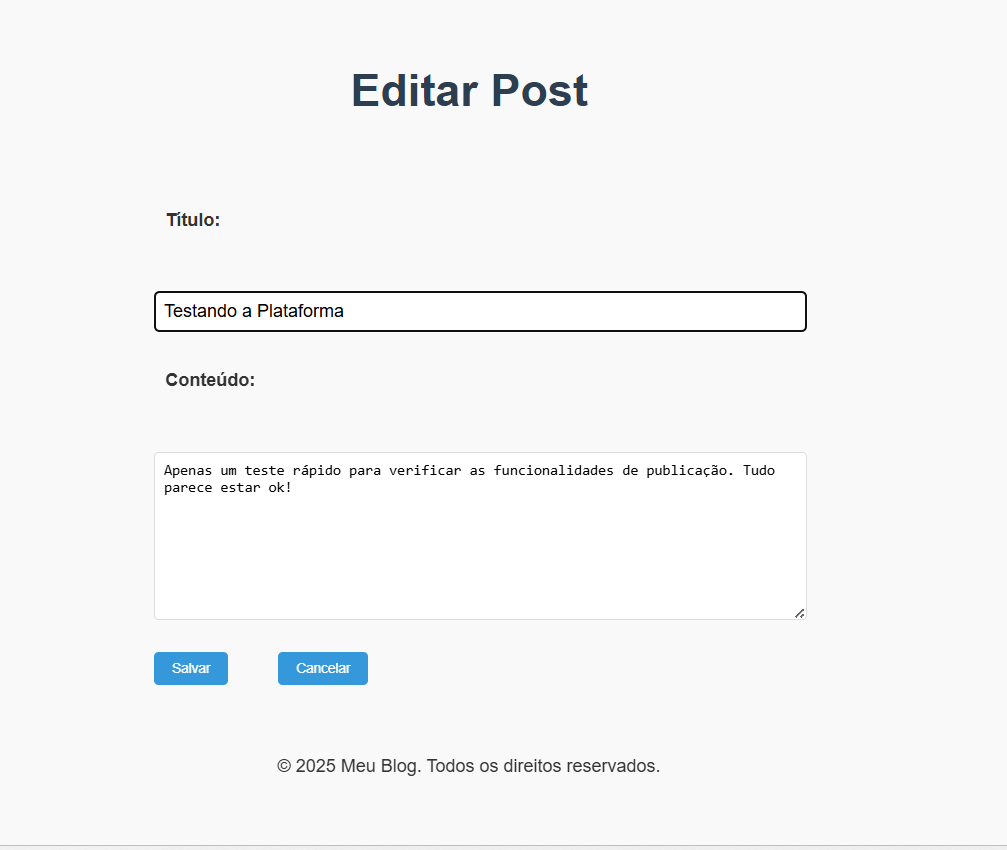 Editar Post
Título:
Testando a Plataforma
Conteúdo:
Apenas um teste rápido para verificar as funcionalidades de publicação. Tudo
parece estar ok!
Salvar
Cancelar
© 2025 Meu Blog. Todos os direitos reservados.